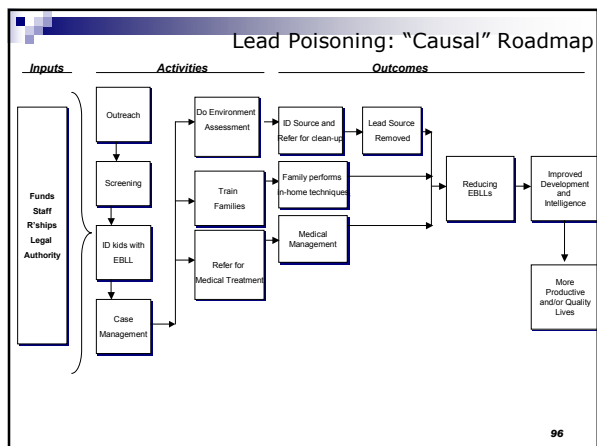 Lead Poisoning: “Causal” Roadmap
Inputs
Activities
Outcomes
Funds
Staff
R'ships
Legal
Authority
Outreach
Screening
ID kids with
EBLL
Case
Management
Do Environment
Assessment
Train
Families
Refer for
Medical Treatment
ID Source and
Refer for clean-up
Family performs
in-home techniques
Medical
Management
Lead Source
Removed
Reducing
EBLLs
Improved
Development
and
Intelligence
More
Productive
and/or Quality
Lives
96